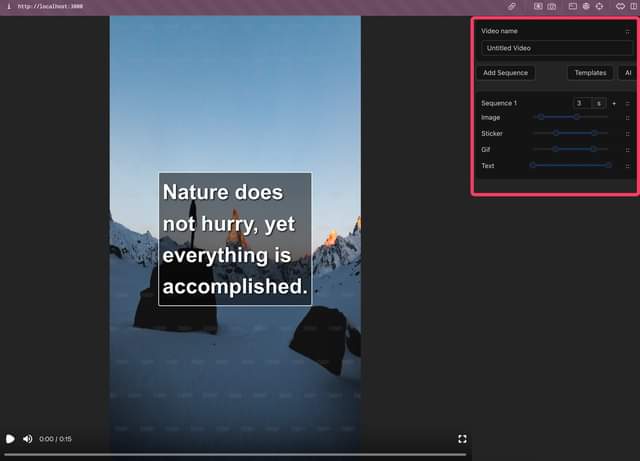 http://localhost:3000
Video name
Untitled Video
Add Sequence
Templates
AI
Sequence 1
3
s
+
Image
Sticker
Gif
Text
Nature does
not hurry, yet
everything is
accomplished.
0:00 / 0:15